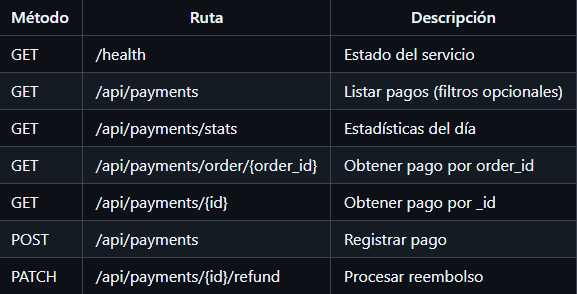 Método Ruta Descripción
GET /health Estado del servicio
GET /api/payments Listar pagos (filtros opcionales)
GET /api/payments/stats Estadísticas del día
GET /api/payments/order/{order_id} Obtener pago por order_id
GET /api/payments/{id} Obtener pago por _id
POST /api/payments Registrar pago
PATCH /api/payments/{id}/refund Procesar reembolso